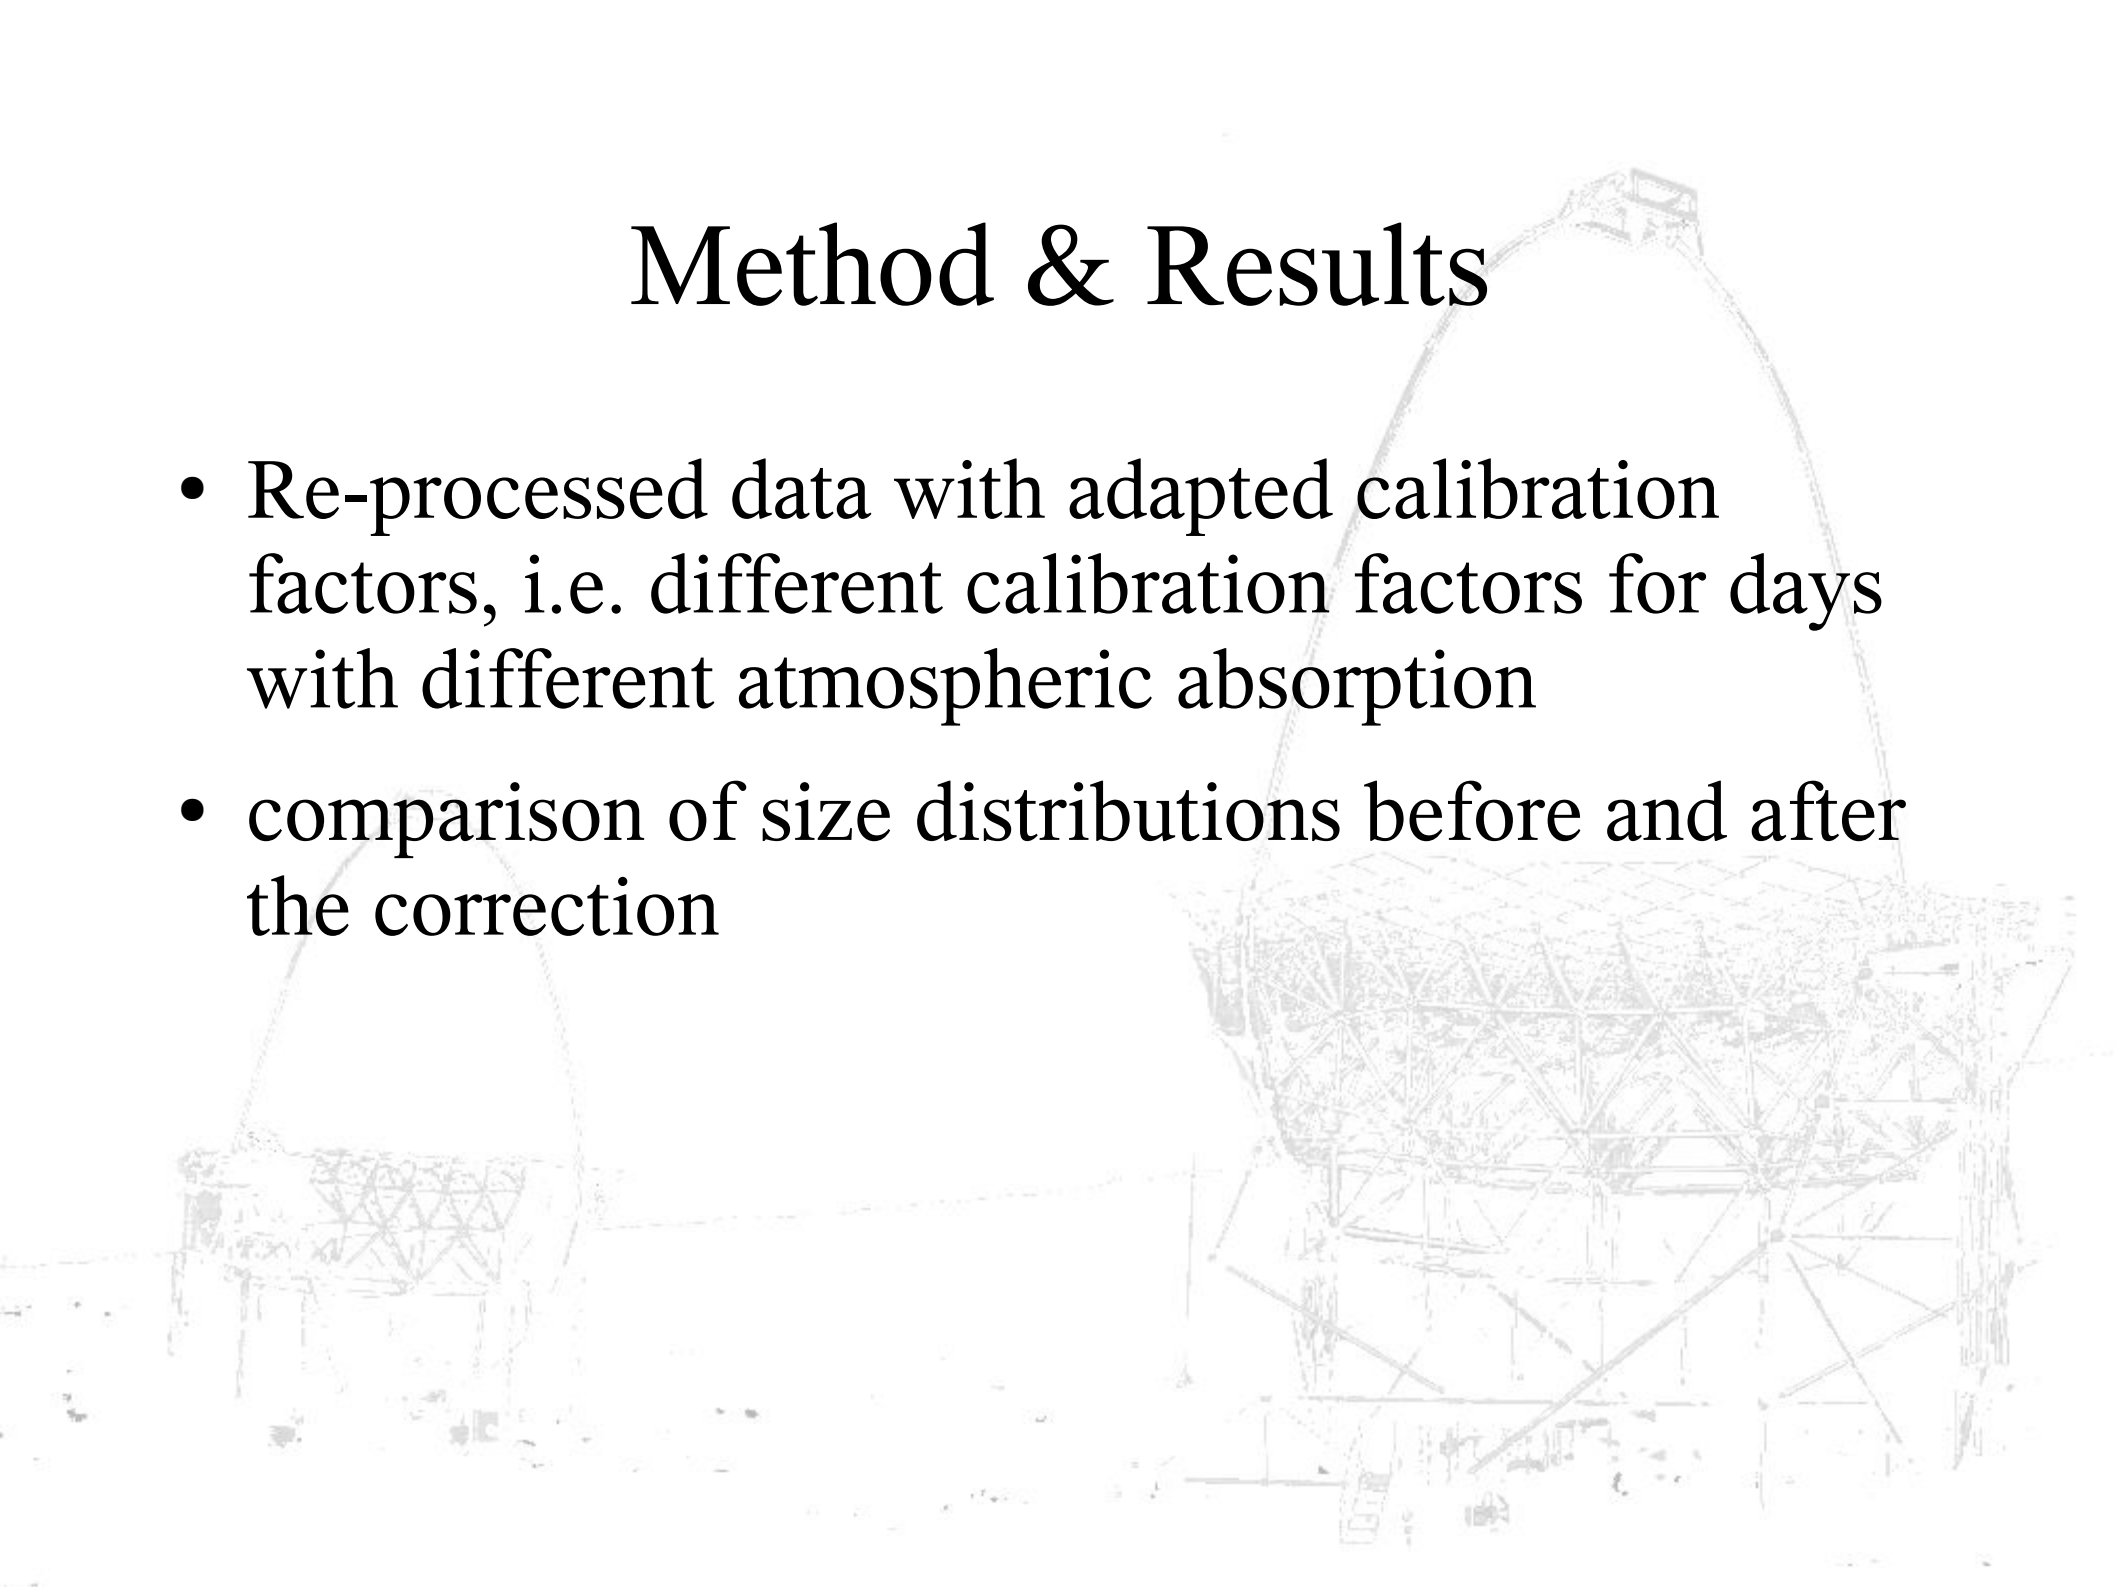 Method & Results
• Re-processed data with adapted calibration
factors, i.e. different calibration factors for days
with different atmospheric absorption
• comparison of size distributions before and after
the correction